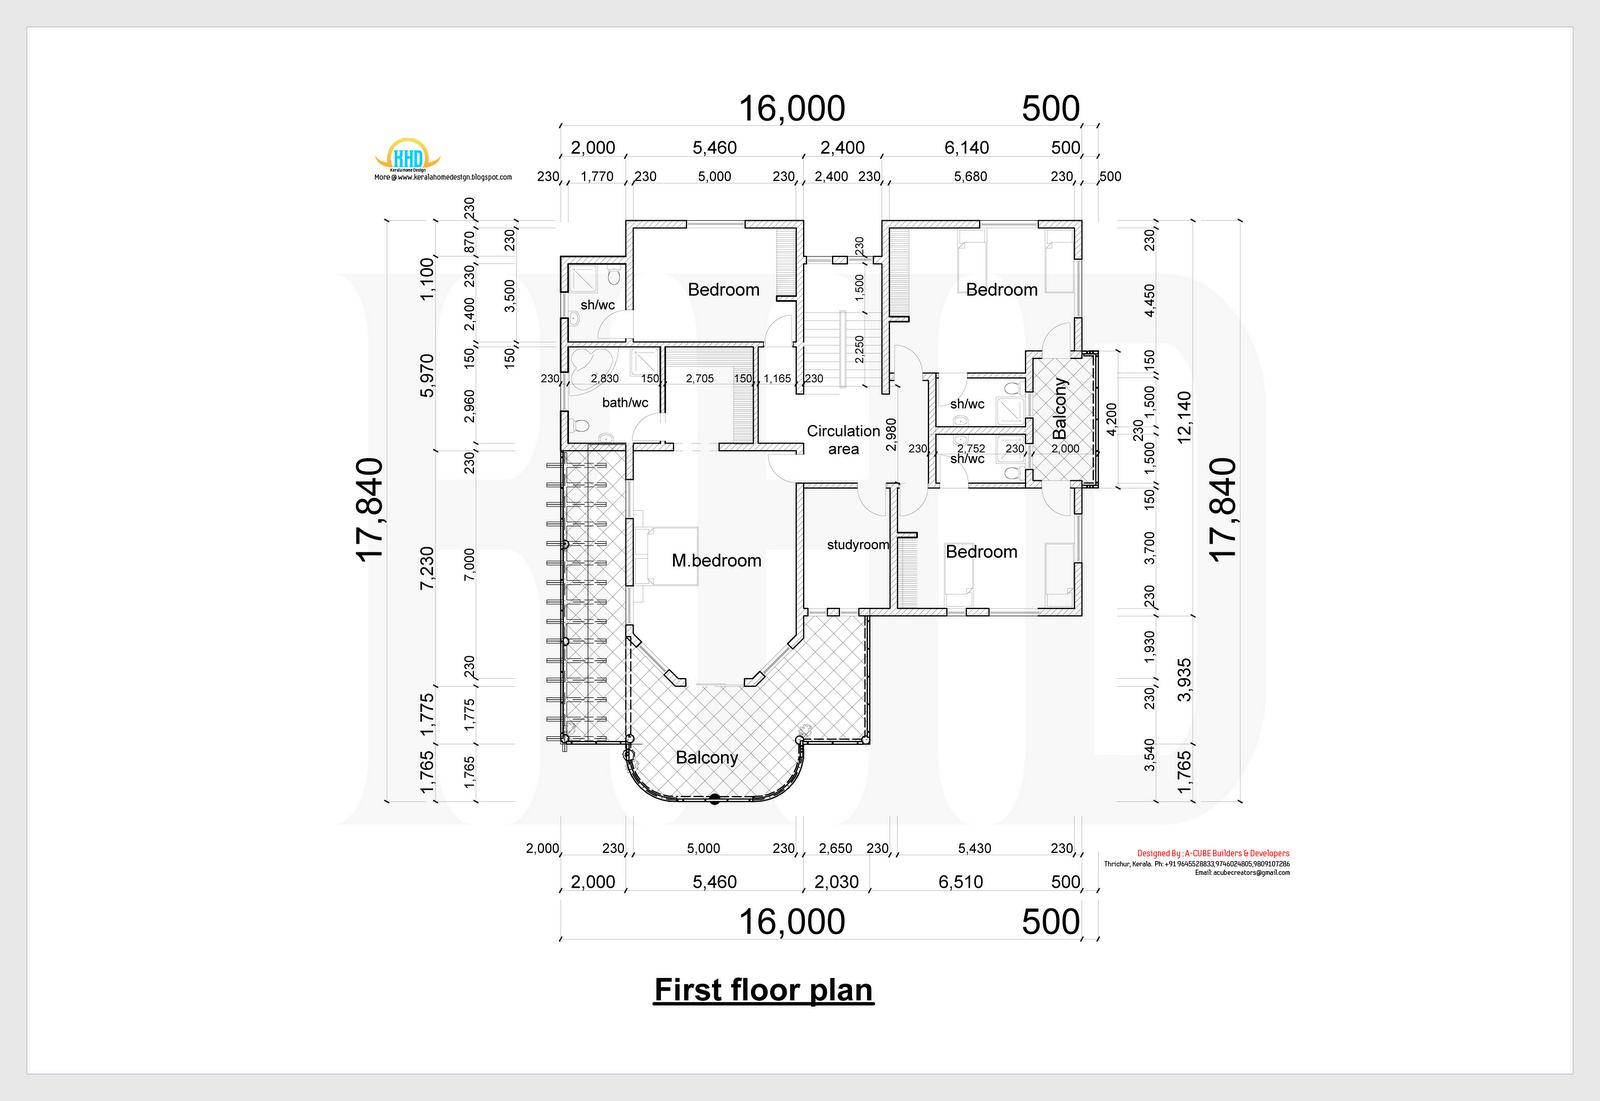 16,000 500
2,000 5,460 2,400 6,140 500
230 1,770 230 5,000 230 2,400 230 5,680 230 500
KHD
Kerala Home Design
More @ www.keralahomedesign.blogspot.com
17,840
1,100
5,970
7,230
1,775
1,765
230
870
230
2,400
150
2,960
230
7,000
230
1,775
1,765
230
3,500
150
Bedroom
230
1,500
2,250
Bedroom
sh/wc
230 2,830 150 2,705 150 1,165 230
bath/wc
Circulation
area
2,980
sh/wc
Balcony
230 2,752 230 2,000
sh/wc
M.bedroom
studyroom
Bedroom
Balcony
4,200
230
230
4,450
150
1,500
1,500
150
3,700
230
1,930
230
3,540
12,140
3,935
1,765
17,840
KHD
2,000 230 5,000 230 2,650 230 5,430 230
2,000 5,460 2,030 6,510 500
16,000 500
Designed By : A-CUBE Builders & Developers
Thrichur, Kerala. Ph: +91 9645528833,9746024805,9809107286
Email: acubecreators@gmail.com
First floor plan